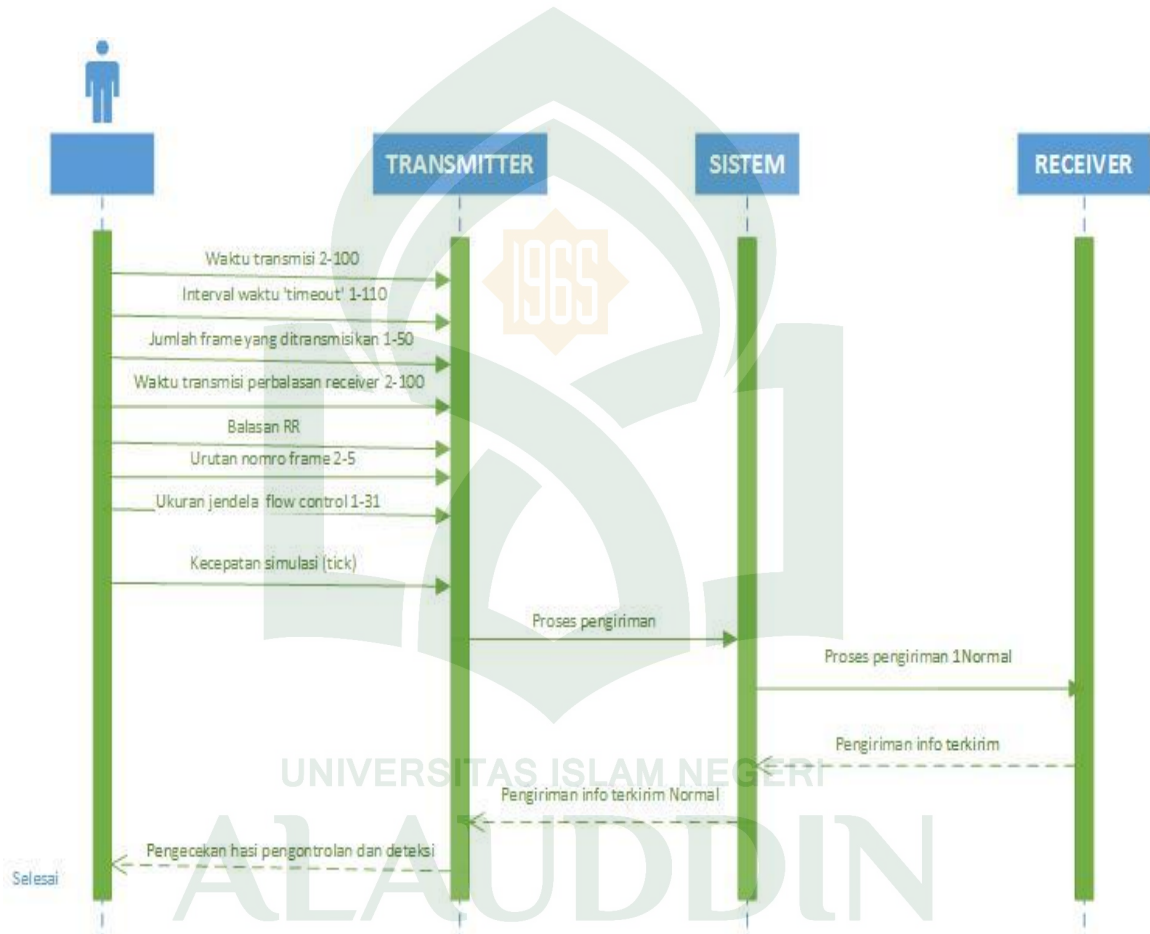 TRANSMITTER
SISTEM
RECEIVER
1965
Waktu transmisi 2-100
Interval waktu 'timeout' 1-110
Jumlah frame yang ditransmisikan 1-50
Waktu transmisi perbalasan receiver 2-100
Balasan RR
Urutan nomro frame 2-5
Ukuran jendela flow control 1-31
Kecepatan simulasi (tick)
Proses pengiriman
Proses pengiriman 1Normal
Pengiriman info terkirim
UNIVERSITAS ISLAM NEGERI
Pengiriman info terkirim Normal
ALAUDDIN
Pengecekan hasi pengontrolan dan deteksi
Selesai